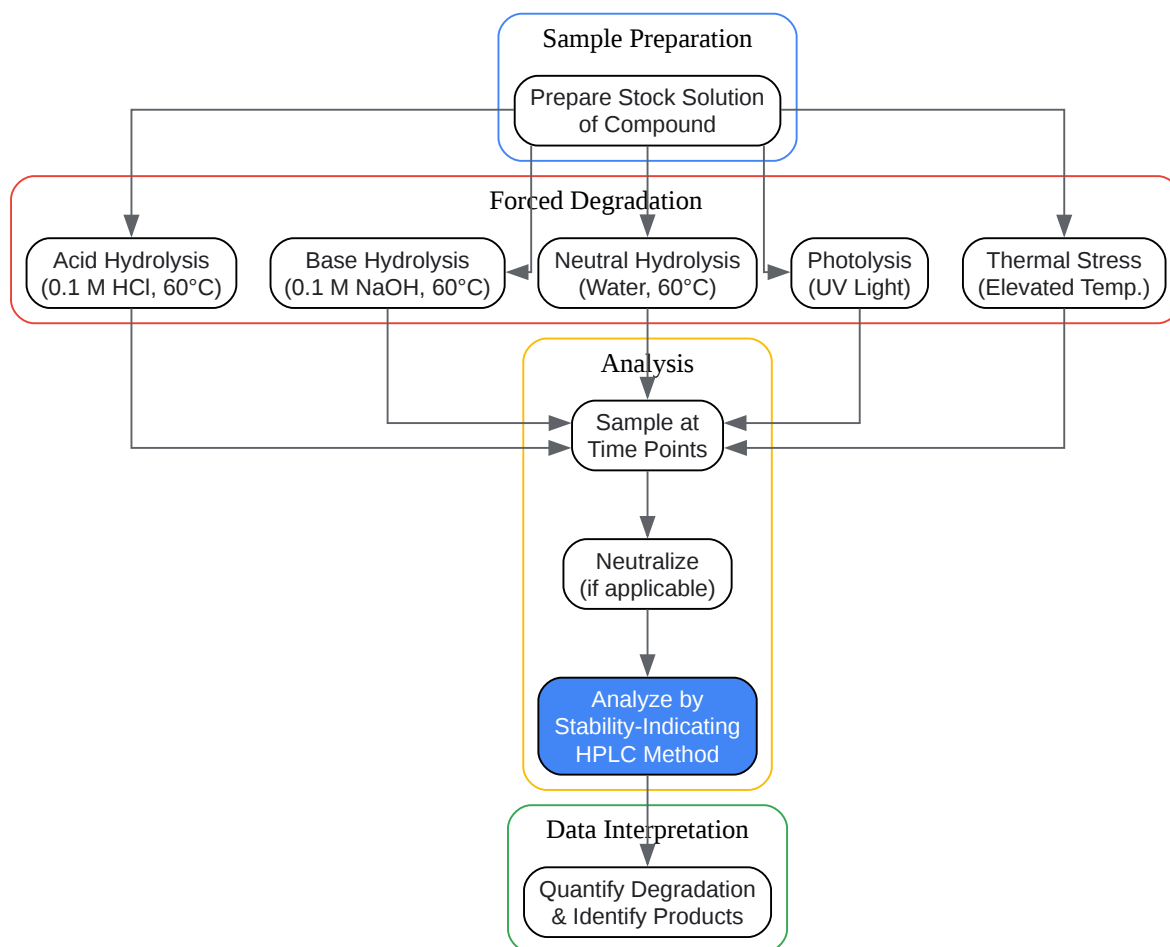 Sample Preparation
Prepare Stock Solution
of Compound
Forced Degradation
Acid Hydrolysis
(0.1 M HCl, 60°C)
Base Hydrolysis
(0.1 M NaOH, 60°C)
Neutral Hydrolysis
(Water, 60°C)
Photolysis
(UV Light)
Thermal Stress
(Elevated Temp.)
Analysis
Sample at
Time Points
Neutralize
(if applicable)
Analyze by
Stability-Indicating
HPLC Method
Data Interpretation
Quantify Degradation
& Identify Products